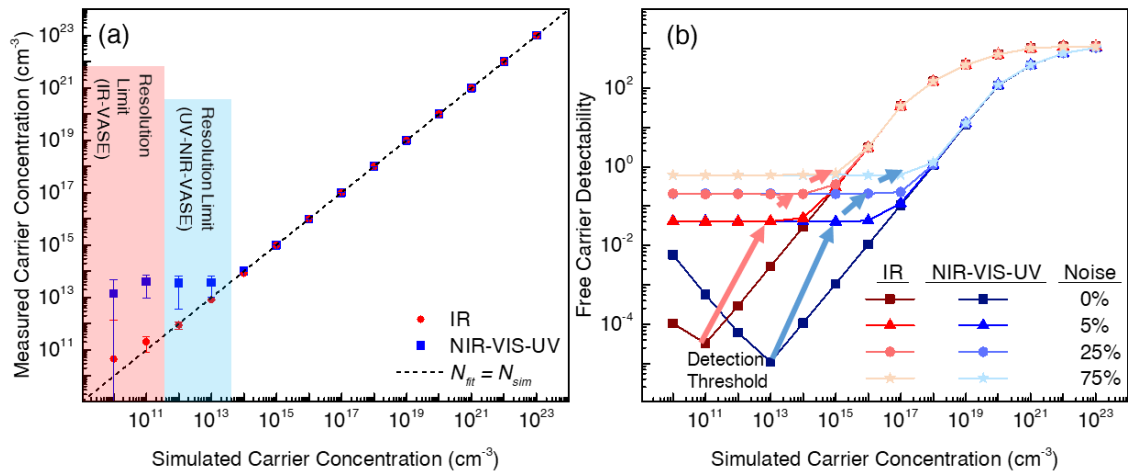 (a)
Measured Carrier Concentration (cm⁻³)
10²³
10²¹
10¹⁹
10¹⁷
10¹⁵
10¹³
10¹¹
Resolution
Limit
(IR-VASE)
Resolution Limit
(UV-NIR-VASE)
IR
NIR-VIS-UV
N_fit = N_sim
10¹¹ 10¹³ 10¹⁵ 10¹⁷ 10¹⁹ 10²¹ 10²³
Simulated Carrier Concentration (cm⁻³)
(b)
Free Carrier Detectability
10²
10⁰
10⁻²
10⁻⁴
Detection
Threshold
IR NIR-VIS-UV Noise
0%
5%
25%
75%
10¹¹ 10¹³ 10¹⁵ 10¹⁷ 10¹⁹ 10²¹ 10²³
Simulated Carrier Concentration (cm⁻³)